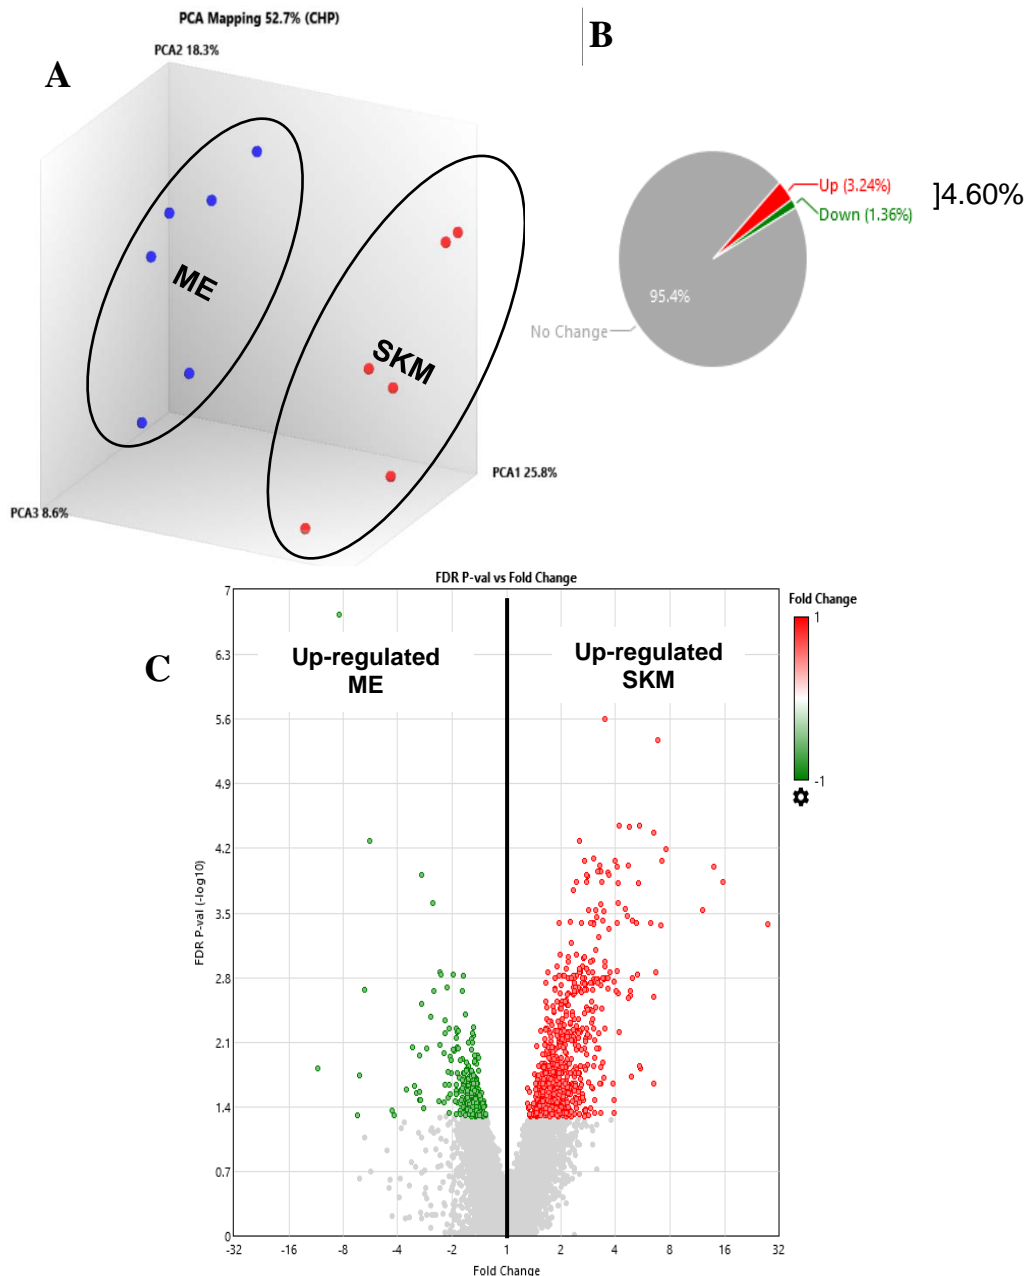 PCA Mapping 52.7% (CHP)
PCA2 18.3%
A
ME
SKM
PCA1 25.8%
PCA3 8.6%
B
Up (3.24%)
Down (1.36%)
]4.60%
95.4%
No Change
C
FDR P-val vs Fold Change
Up-regulated
ME
Up-regulated
SKM
Fold Change
1
-1
FDR P-val (-log10)
7
6.3
5.6
4.9
4.2
3.5
2.8
2.1
1.4
0.7
0
-32 -16 -8 -4 -2 1 2 4 8 16 32
Fold Change